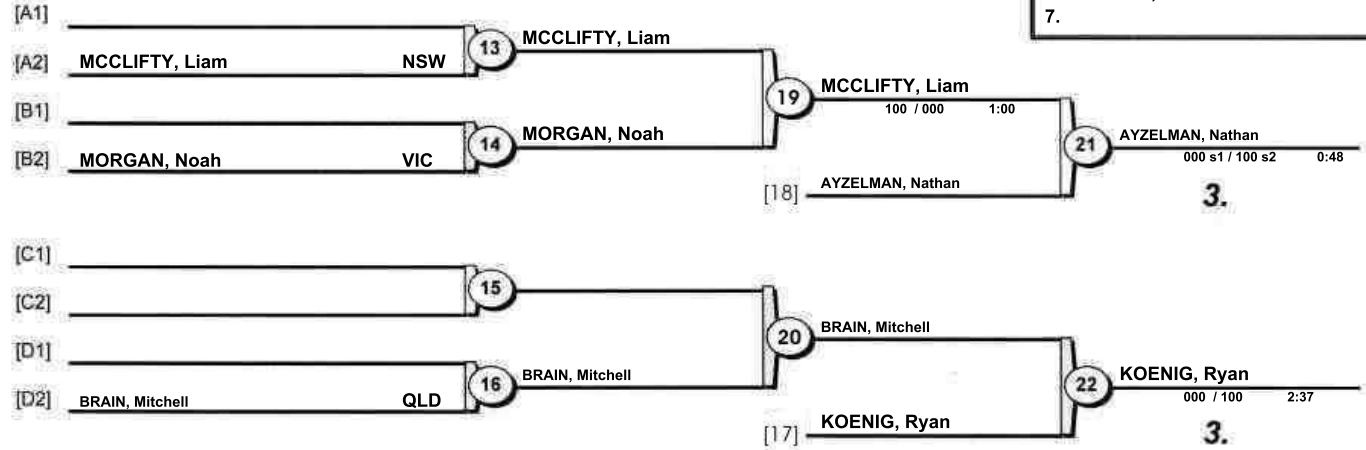 [A1]
7.
13
MCCLIFTY, Liam
[A2] MCCLIFTY, Liam NSW
19
MCCLIFTY, Liam
100 / 000 1:00
[B1]
14
MORGAN, Noah
[B2] MORGAN, Noah VIC
21
AYZELMAN, Nathan
000 s1 / 100 s2 0:48
[18] AYZELMAN, Nathan
3.
[C1]
15
[C2]
20
BRAIN, Mitchell
[D1]
16
BRAIN, Mitchell
[D2] BRAIN, Mitchell QLD
22
KOENIG, Ryan
000 / 100 2:37
[17] KOENIG, Ryan
3.